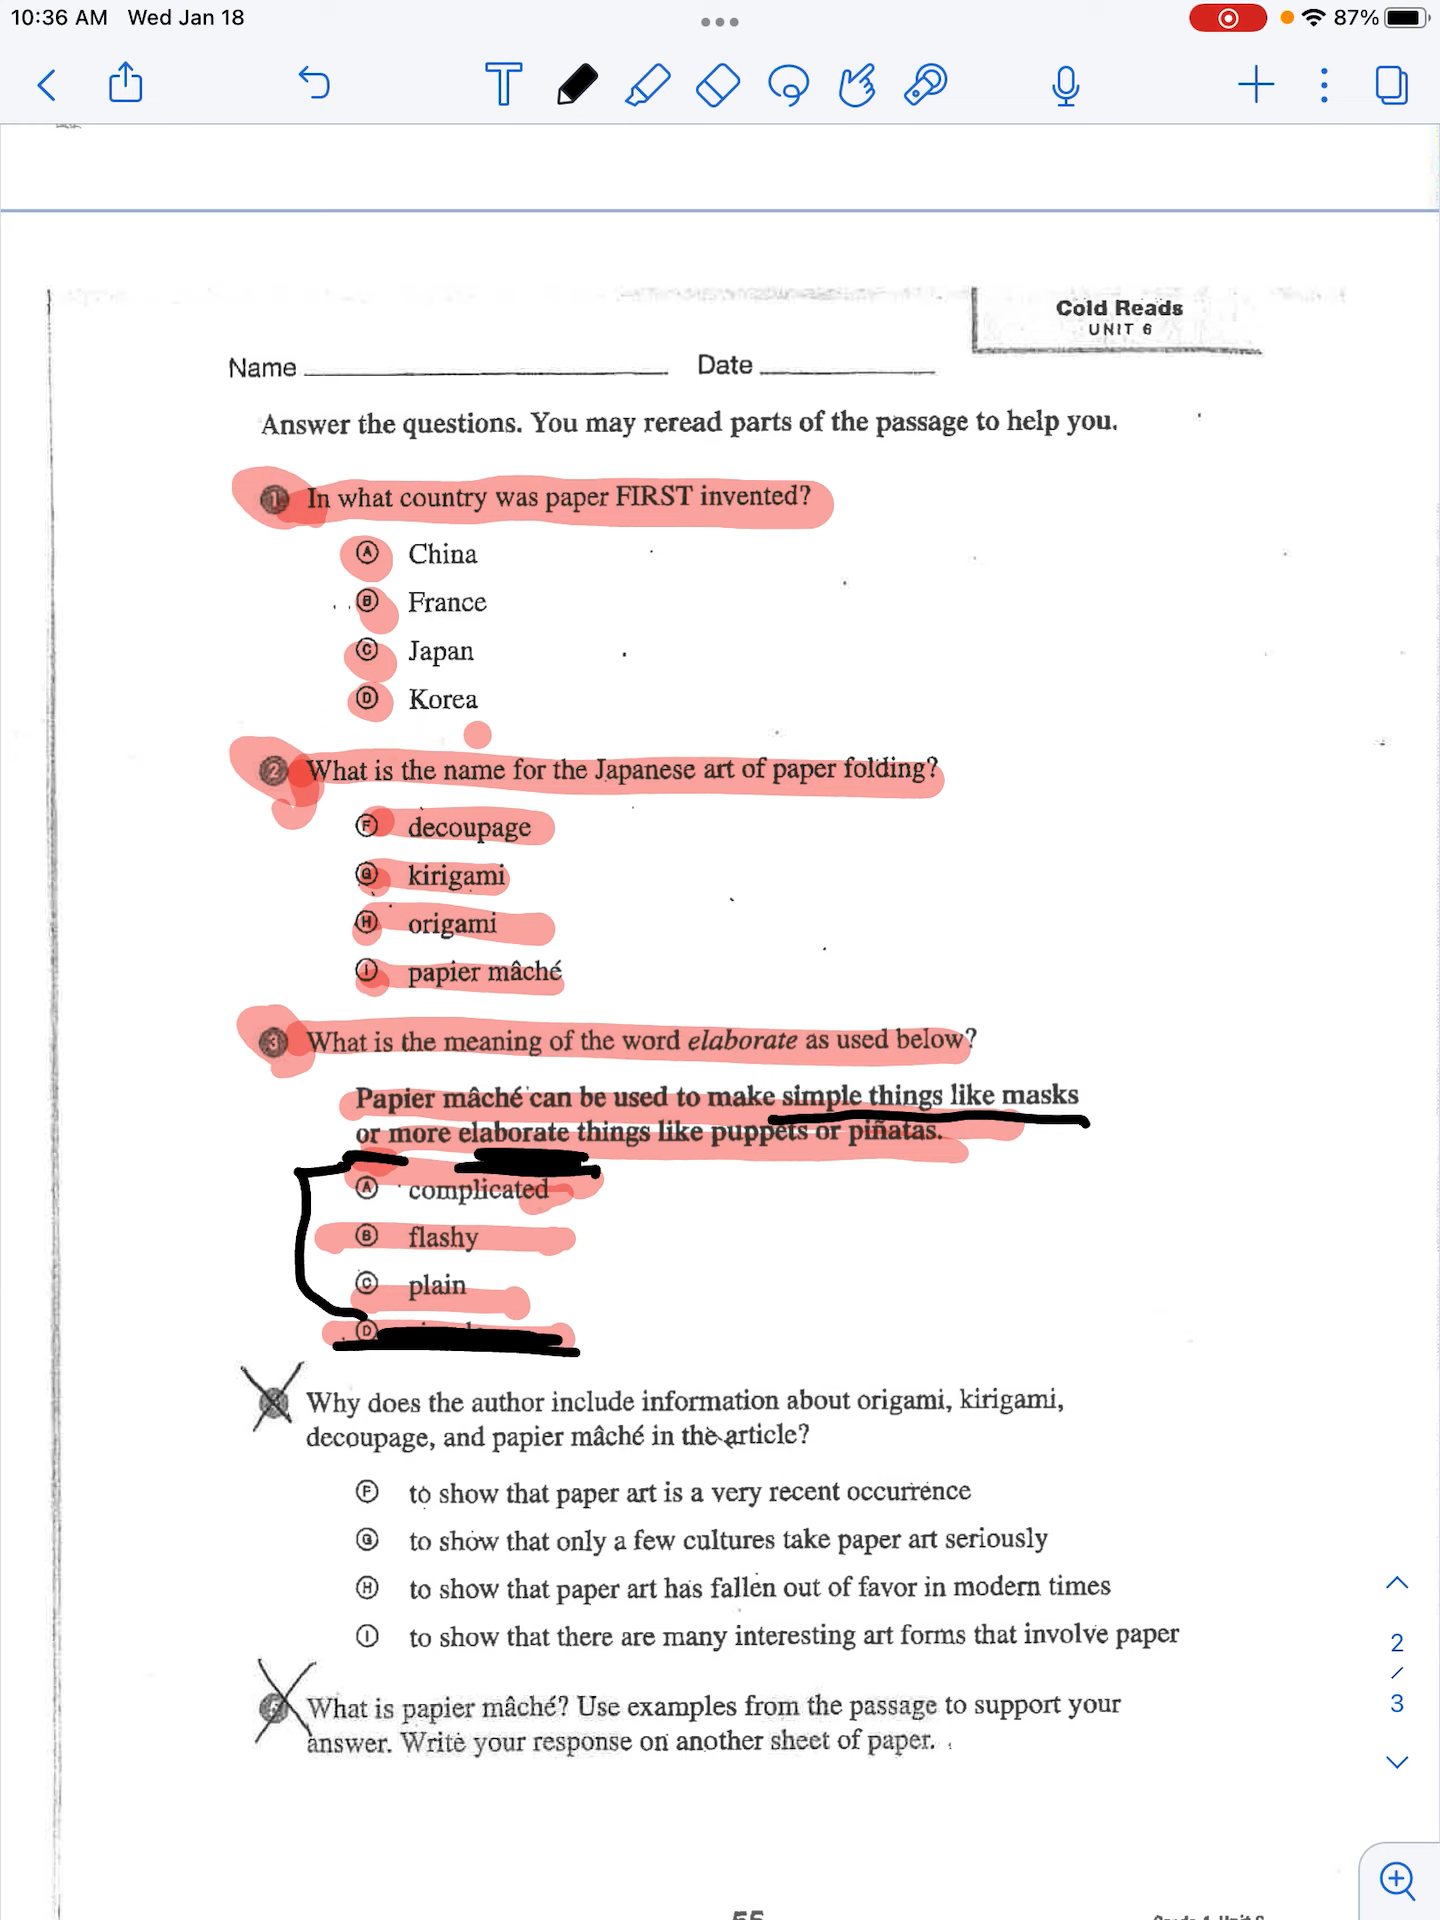 10:36 AM Wed Jan 18
87%
Cold Reads
UNIT 6
Name Date
Answer the questions. You may reread parts of the passage to help you.
1 In what country was paper FIRST invented?
A China
B France
C Japan
D Korea
2 What is the name for the Japanese art of paper folding?
F decoupage
G kirigami
H origami
I papier mâché
3 What is the meaning of the word elaborate as used below?
Papier mâché can be used to make simple things like masks
or more elaborate things like puppets or piñatas.
A complicated
B flashy
C plain
D
Why does the author include information about origami, kirigami,
decoupage, and papier mâché in the article?
F to show that paper art is a very recent occurrence
G to show that only a few cultures take paper art seriously
H to show that paper art has fallen out of favor in modern times
I to show that there are many interesting art forms that involve paper
5 What is papier mâché? Use examples from the passage to support your
answer. Write your response on another sheet of paper.
2
/
3
55